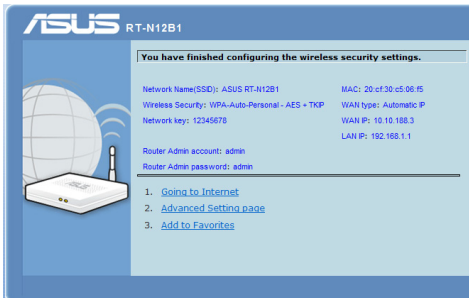 ASUS RT-N12B1
You have finished configuring the wireless security settings.
Network Name(SSID): ASUS RT-N12B1 MAC: 20:cf:30:c5:06:f5
Wireless Security: WPA-Auto-Personal - AES + TKIP WAN type: Automatic IP
Network key: 12345678 WAN IP: 10.10.188.3
LAN IP: 192.168.1.1
Router Admin account: admin
Router Admin password: admin
1. Going to Internet
2. Advanced Setting page
3. Add to Favorites